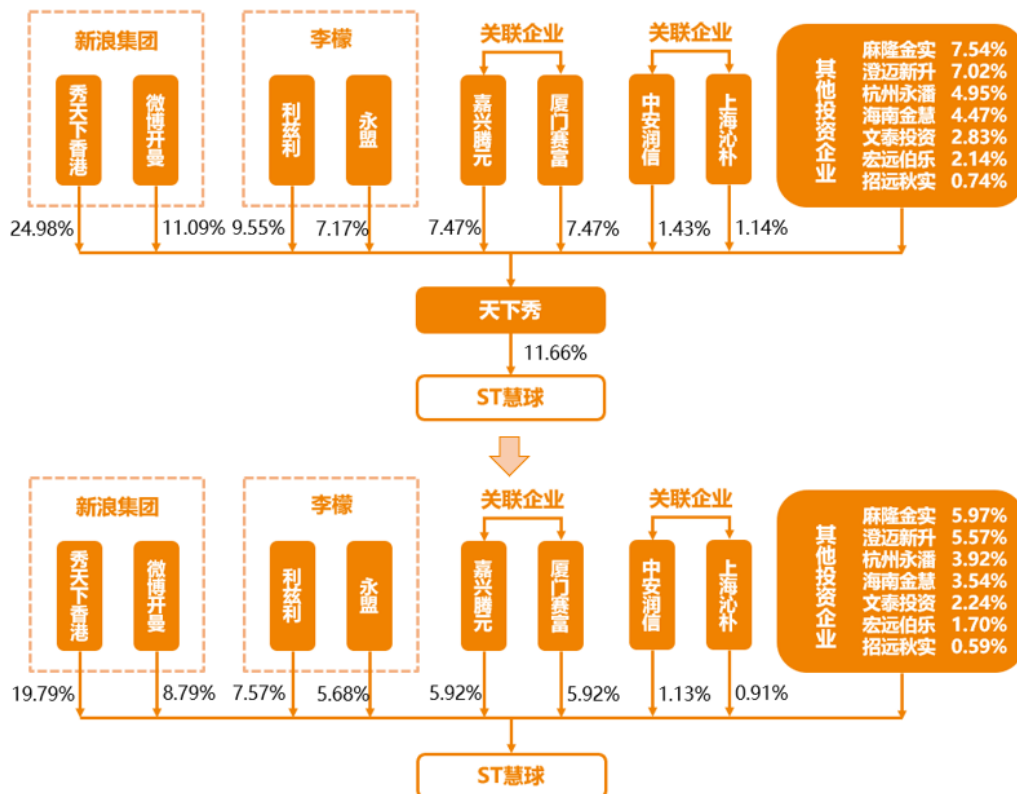 新浪集团
李檬
关联企业
关联企业
秀天下香港
微博开曼
利兹利
永盟
嘉兴腾元
厦门赛富
中安润信
上海沁朴
其他投资企业
麻隆金实 7.54%
澄迈新升 7.02%
杭州永潘 4.95%
海南金慧 4.47%
文泰投资 2.83%
宏远伯乐 2.14%
招远秋实 0.74%
24.98%
11.09%
9.55%
7.17%
7.47%
7.47%
1.43%
1.14%
天下秀
11.66%
ST慧球
新浪集团
李檬
关联企业
关联企业
秀天下香港
微博开曼
利兹利
永盟
嘉兴腾元
厦门赛富
中安润信
上海沁朴
其他投资企业
麻隆金实 5.97%
澄迈新升 5.57%
杭州永潘 3.92%
海南金慧 3.54%
文泰投资 2.24%
宏远伯乐 1.70%
招远秋实 0.59%
19.79%
8.79%
7.57%
5.68%
5.92%
5.92%
1.13%
0.91%
ST慧球